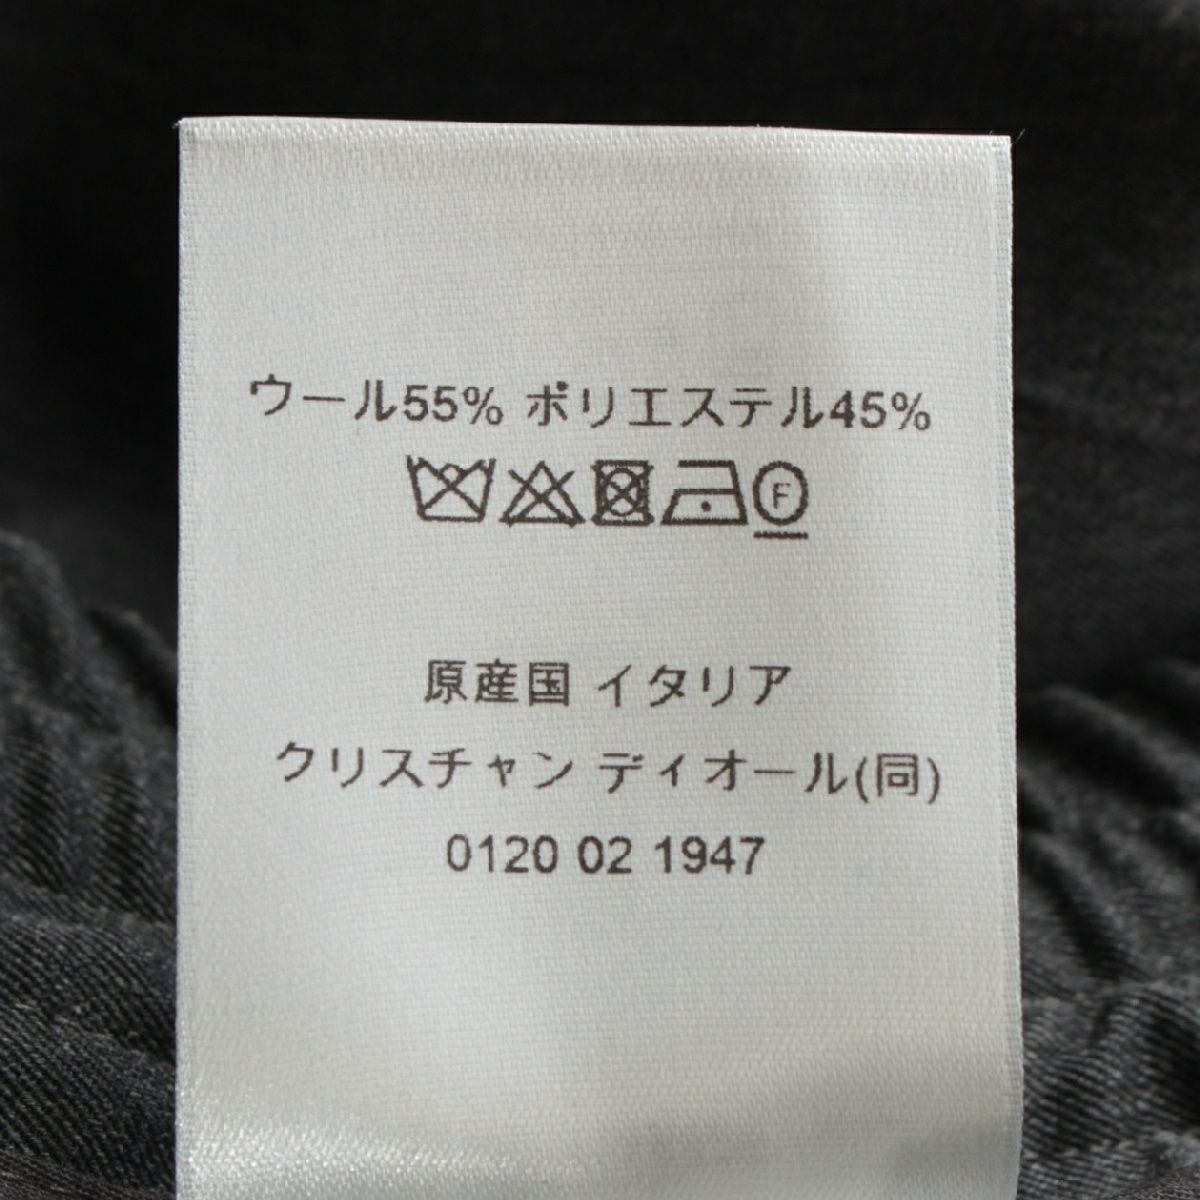 ウール55% ポリエステル45%
F
原産国 イタリア
クリスチャン ディオール(同)
0120 02 1947